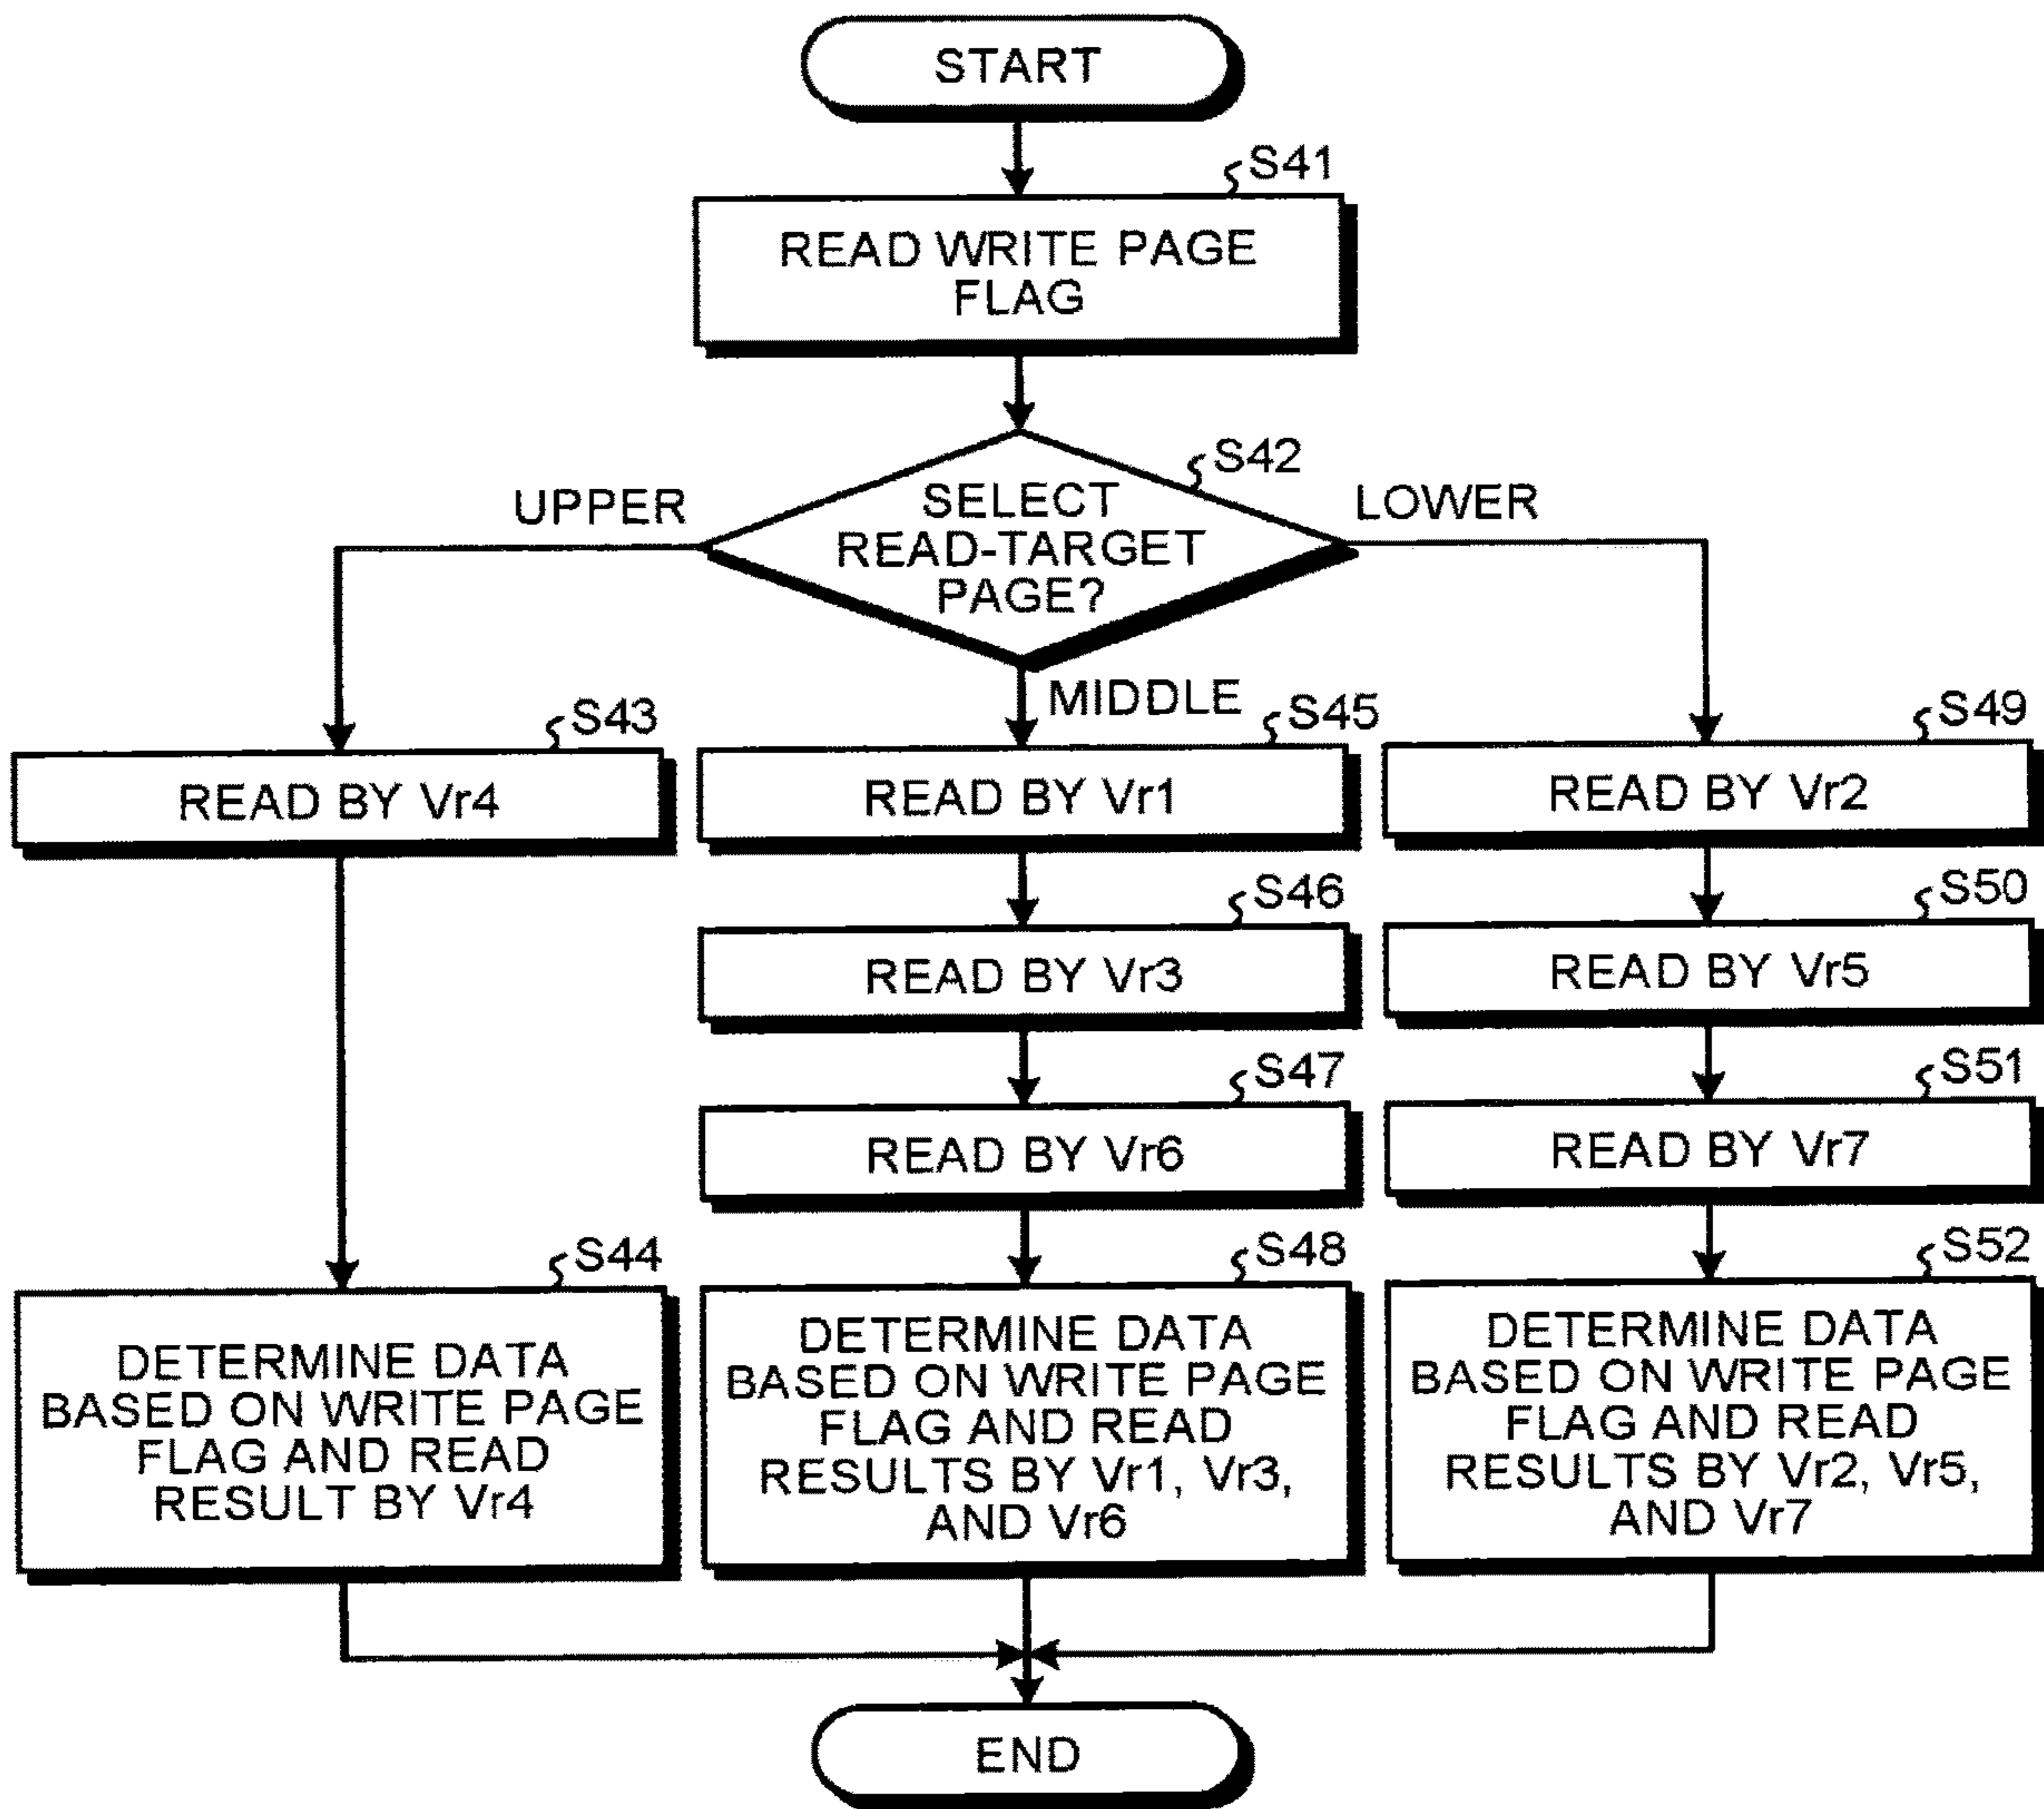 START
S41
READ WRITE PAGE
FLAG
S42
SELECT
READ-TARGET
PAGE?
UPPER
LOWER
MIDDLE
S43
READ BY Vr4
S44
DETERMINE DATA
BASED ON WRITE PAGE
FLAG AND READ
RESULT BY Vr4
S45
READ BY Vr1
S46
READ BY Vr3
S47
READ BY Vr6
S48
DETERMINE DATA
BASED ON WRITE PAGE
FLAG AND READ
RESULTS BY Vr1, Vr3,
AND Vr6
S49
READ BY Vr2
S50
READ BY Vr5
S51
READ BY Vr7
S52
DETERMINE DATA
BASED ON WRITE PAGE
FLAG AND READ
RESULTS BY Vr2, Vr5,
AND Vr7
END